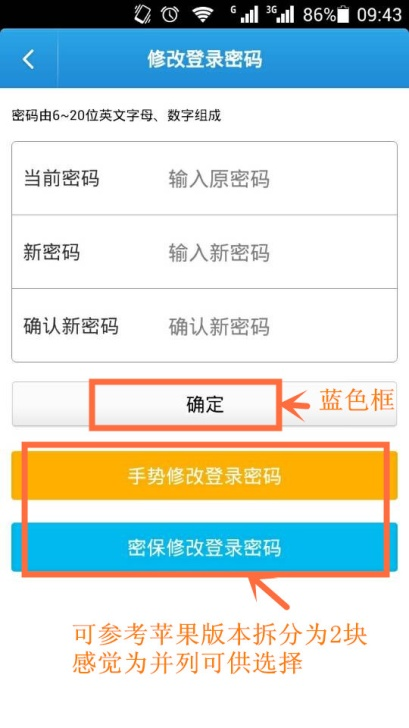 G 3G 86% 09:43
修改登录密码
密码由6~20位英文字母、数字组成
当前密码 输入原密码
新密码 输入新密码
确认新密码 确认新密码
确定 蓝色框
手势修改登录密码
密保修改登录密码
可参考苹果版本拆分为2块
感觉为并列可供选择